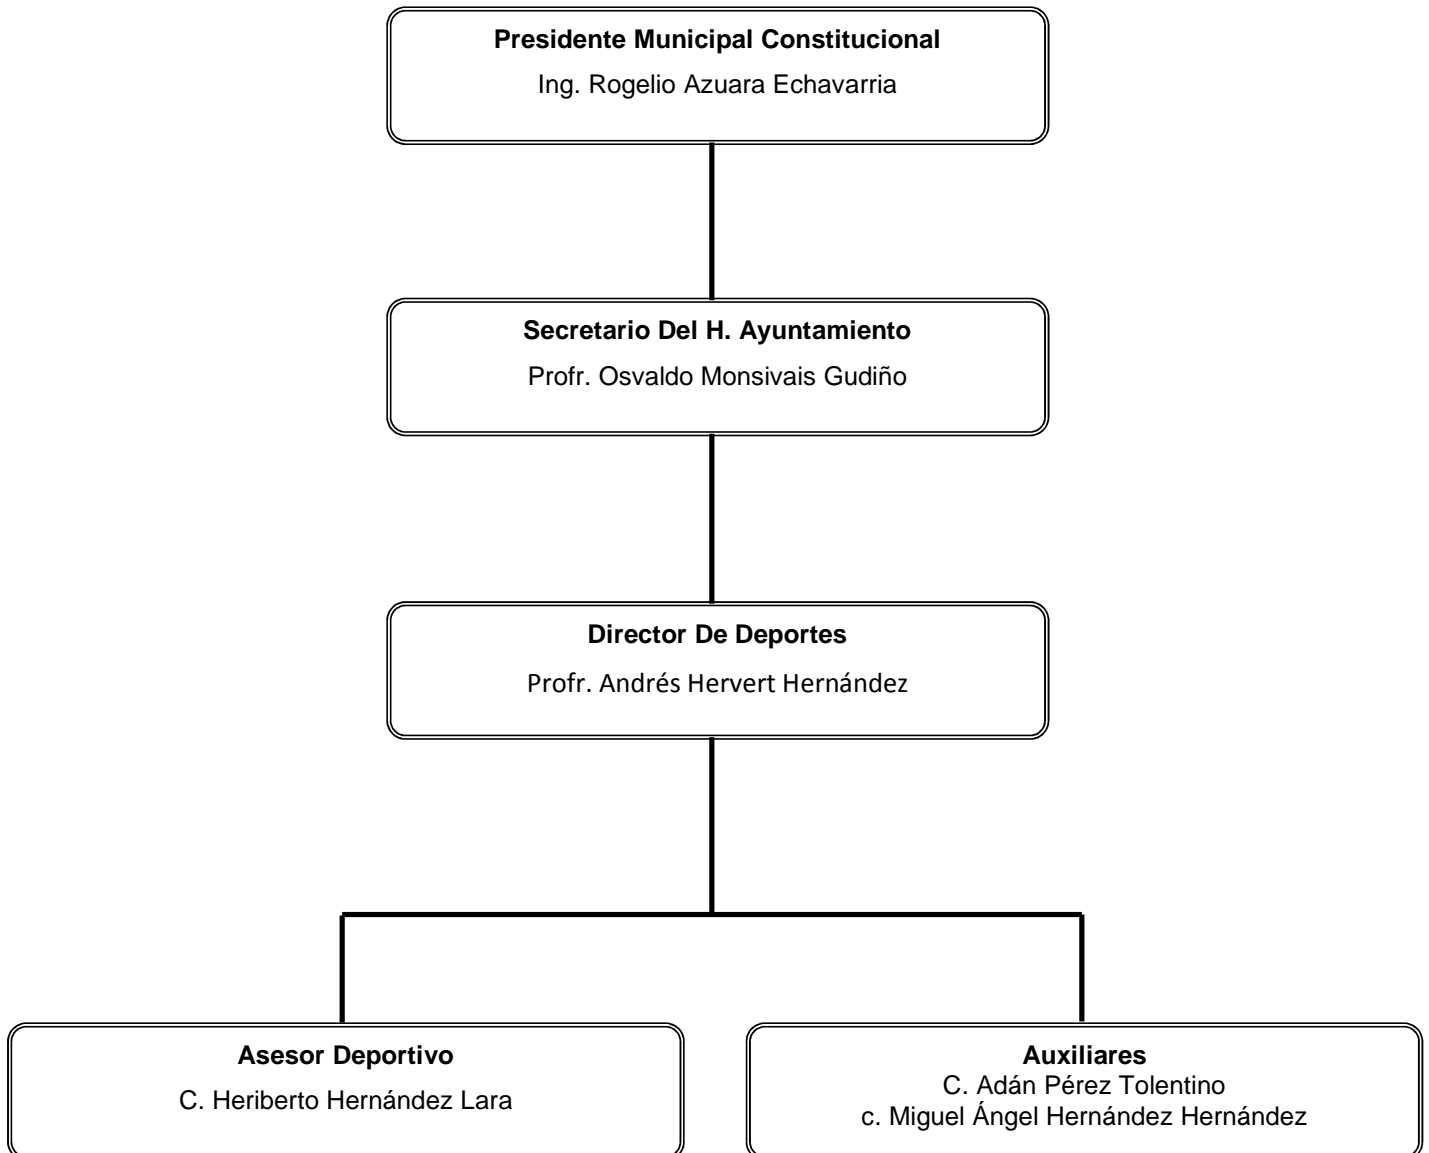 Presidente Municipal Constitucional
Ing. Rogelio Azuara Echavarria
Secretario Del H. Ayuntamiento
Profr. Osvaldo Monsivais Gudiño
Director De Deportes
Profr. Andrés Hervert Hernández
Asesor Deportivo
C. Heriberto Hernández Lara
Auxiliares
C. Adán Pérez Tolentino
c. Miguel Ángel Hernández Hernández